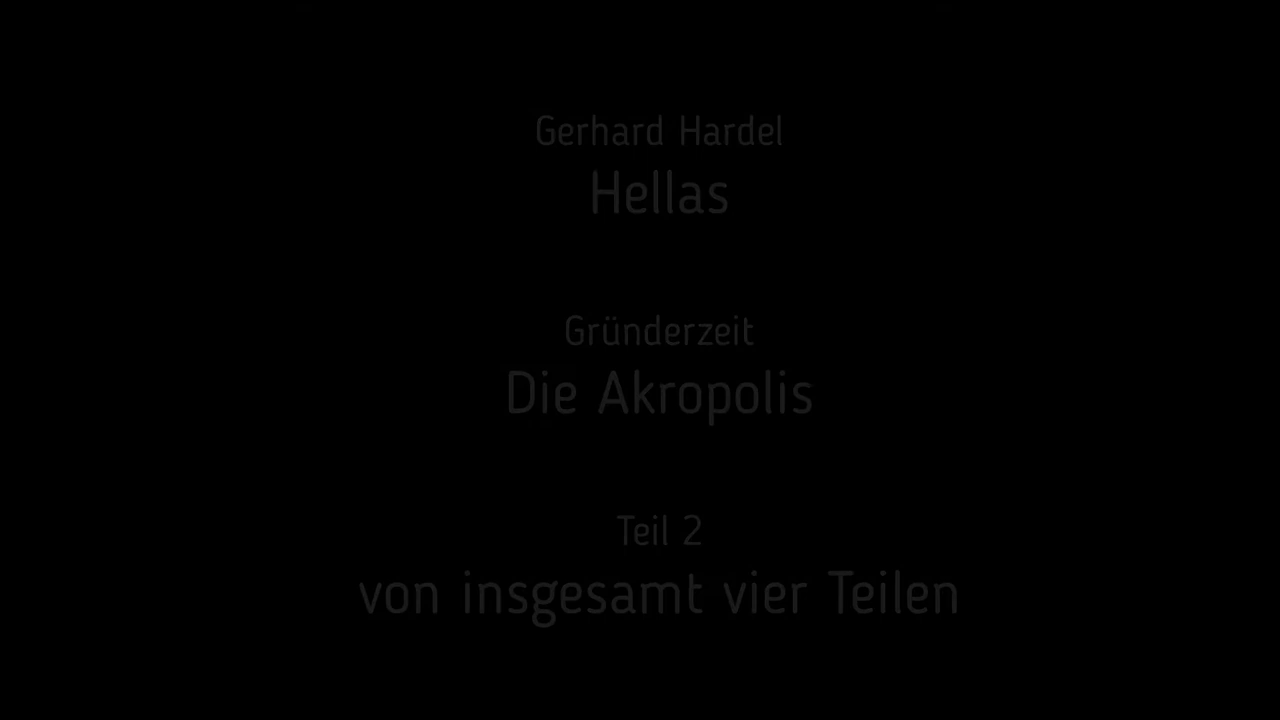 Gerhard Hardel
Hellas
Gründerzeit
Die Akropolis
Teil 2
von insgesamt vier Teilen